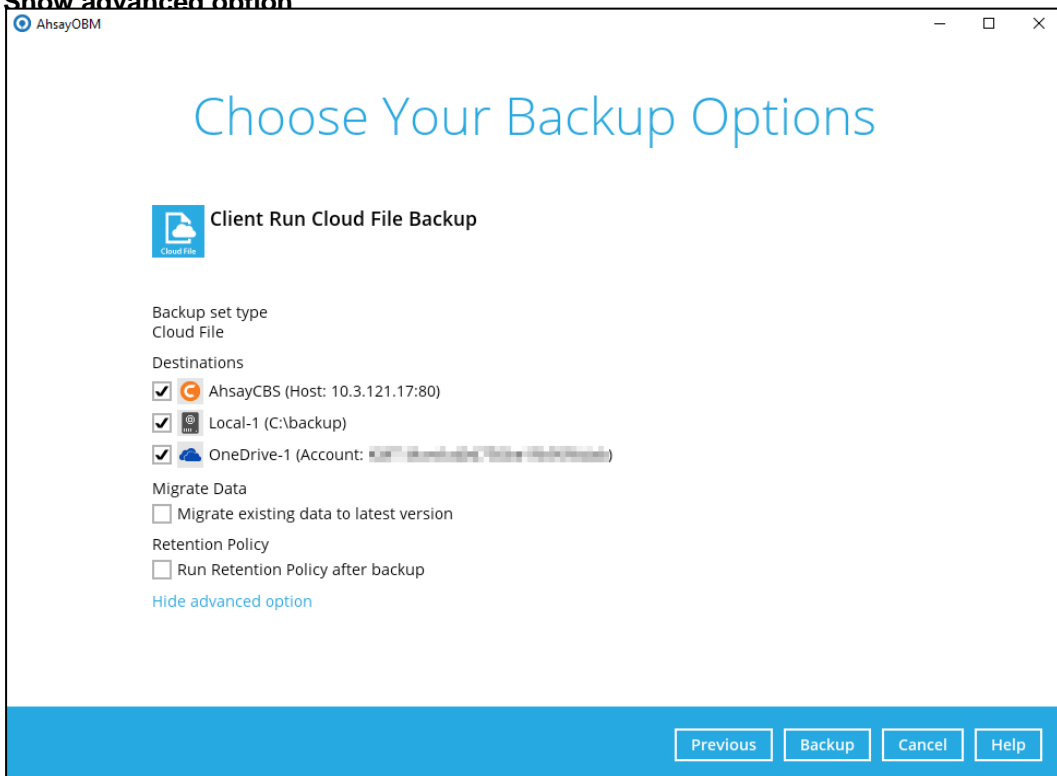 Show advanced option
AhsayOBM
Choose Your Backup Options
Cloud File
Client Run Cloud File Backup
Backup set type
Cloud File
Destinations
AhsayCBS (Host: 10.3.121.17:80)
Local-1 (C:\backup)
OneDrive-1 (Account: )
Migrate Data
Migrate existing data to latest version
Retention Policy
Run Retention Policy after backup
Hide advanced option
Previous Backup Cancel Help